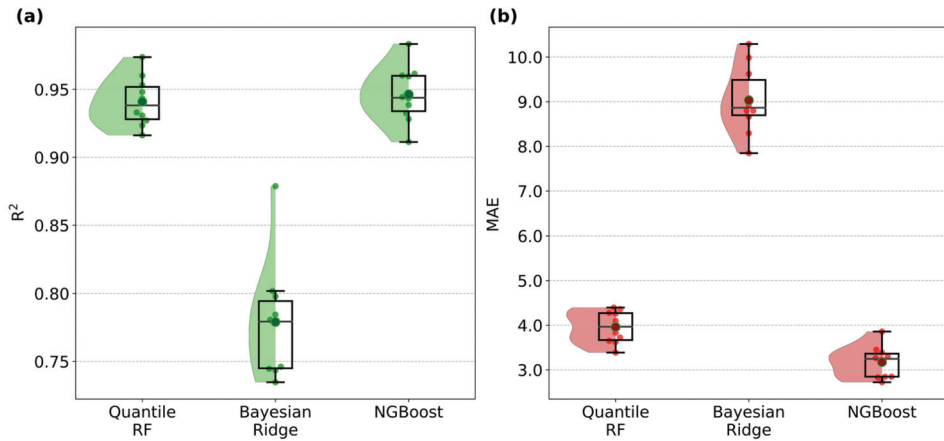 (a)
R²
0.95
0.90
0.85
0.80
0.75
Quantile
RF
Bayesian
Ridge
NGBoost
(b)
MAE
10.0
9.0
8.0
7.0
6.0
5.0
4.0
3.0
Quantile
RF
Bayesian
Ridge
NGBoost